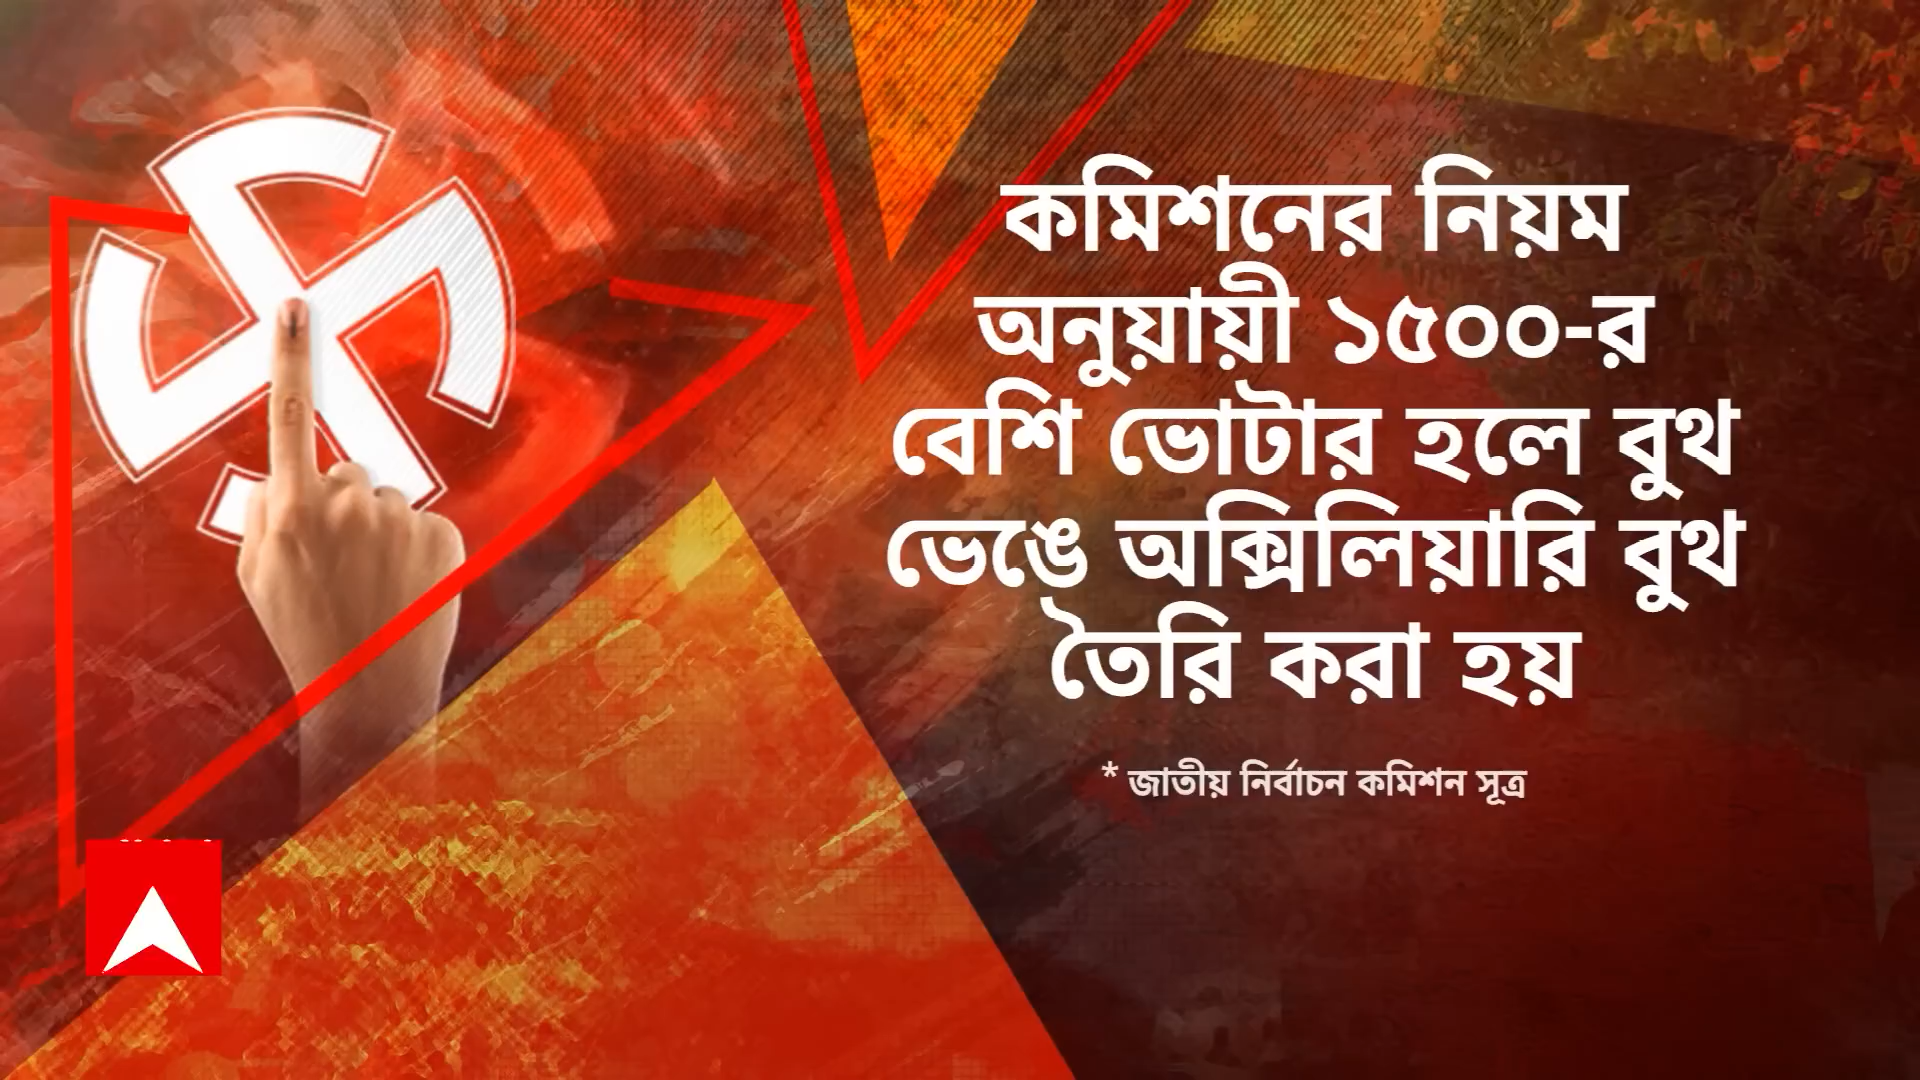 কমিশনের নিয়ম
অনুয়ায়ী ১৫০০-র
বেশি ভোটার হলে বুথ
ভেঙে অক্সিলিয়ারি বুথ
তৈরি করা হয়
* জাতীয় নির্বাচন কমিশন সূত্র